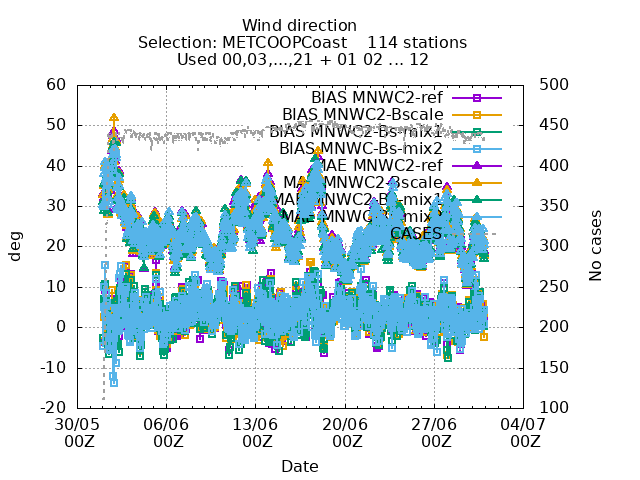 Wind direction
Selection: METCOOPCoast    114 stations
Used 00,03,...,21 + 01 02 ... 12
60 500
BIAS MNWC2-ref
BIAS MNWC2-Bscale
50 450
BIAS MNWC2-Bs-mix1
BIAS MNWC-Bs-mix2
40 MAE MNWC2-ref 400
MAE MNWC2-Bscale
30 MAE MNWC2-Bs-mix1 350
MAE MNWC-Bs-mix2
CASES
20 300
10 250
0 200
-10 150
-20 100
deg
No cases
30/05 06/06 13/06 20/06 27/06 04/07
00Z 00Z 00Z 00Z 00Z 00Z
Date